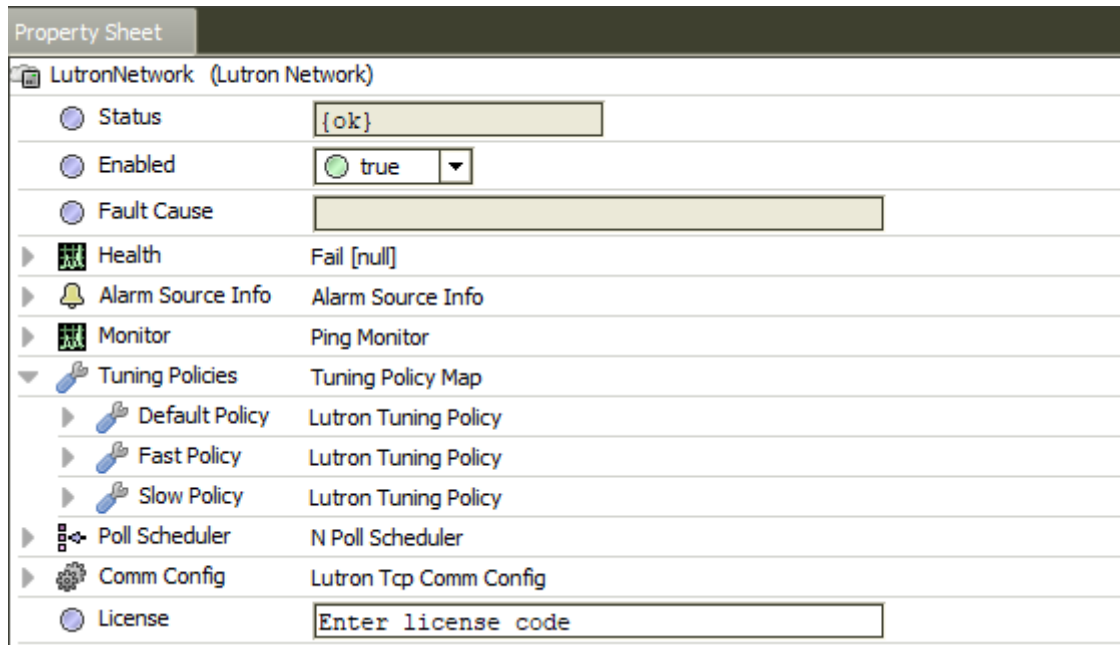 Property Sheet
LutronNetwork (Lutron Network)
Status {ok}
Enabled true
Fault Cause
Health Fail [null]
Alarm Source Info Alarm Source Info
Monitor Ping Monitor
Tuning Policies Tuning Policy Map
Default Policy Lutron Tuning Policy
Fast Policy Lutron Tuning Policy
Slow Policy Lutron Tuning Policy
Poll Scheduler N Poll Scheduler
Comm Config Lutron Tcp Comm Config
License Enter license code